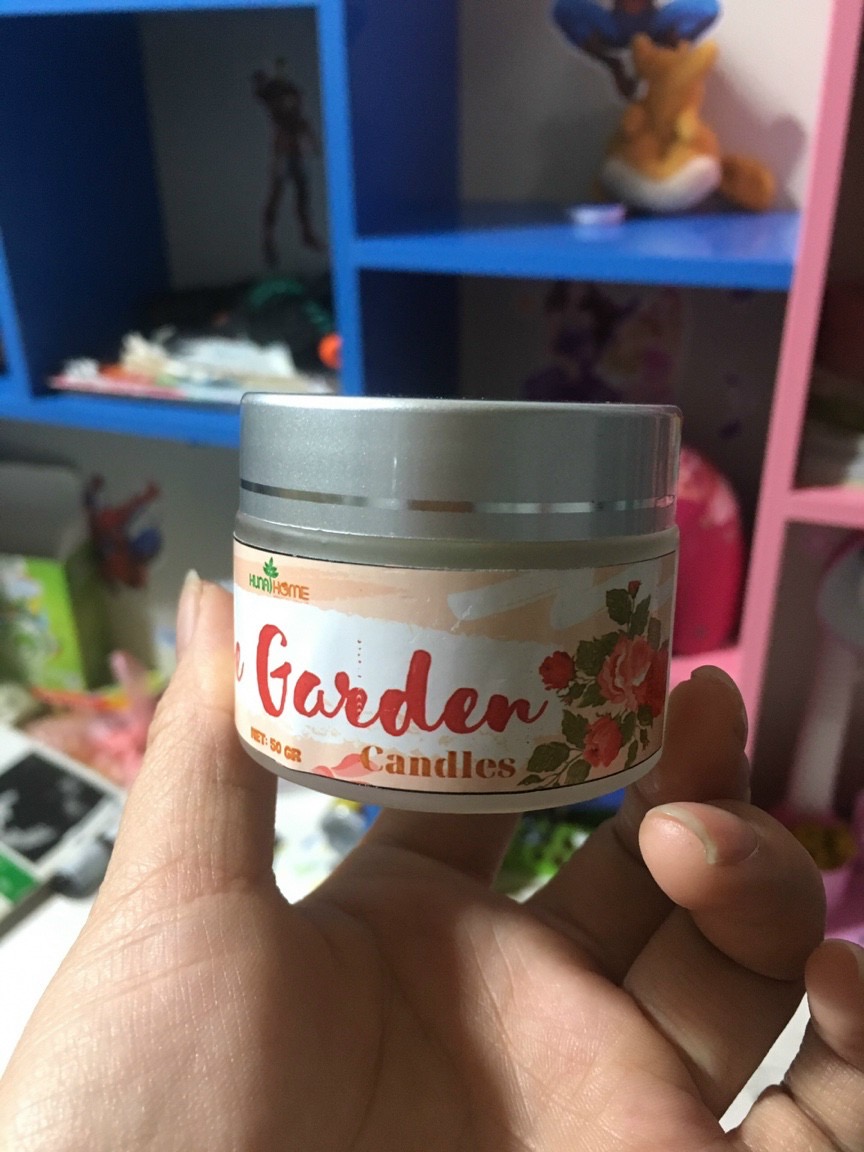 HUNA HOME
n Garden
NET: 50 GR
Candles